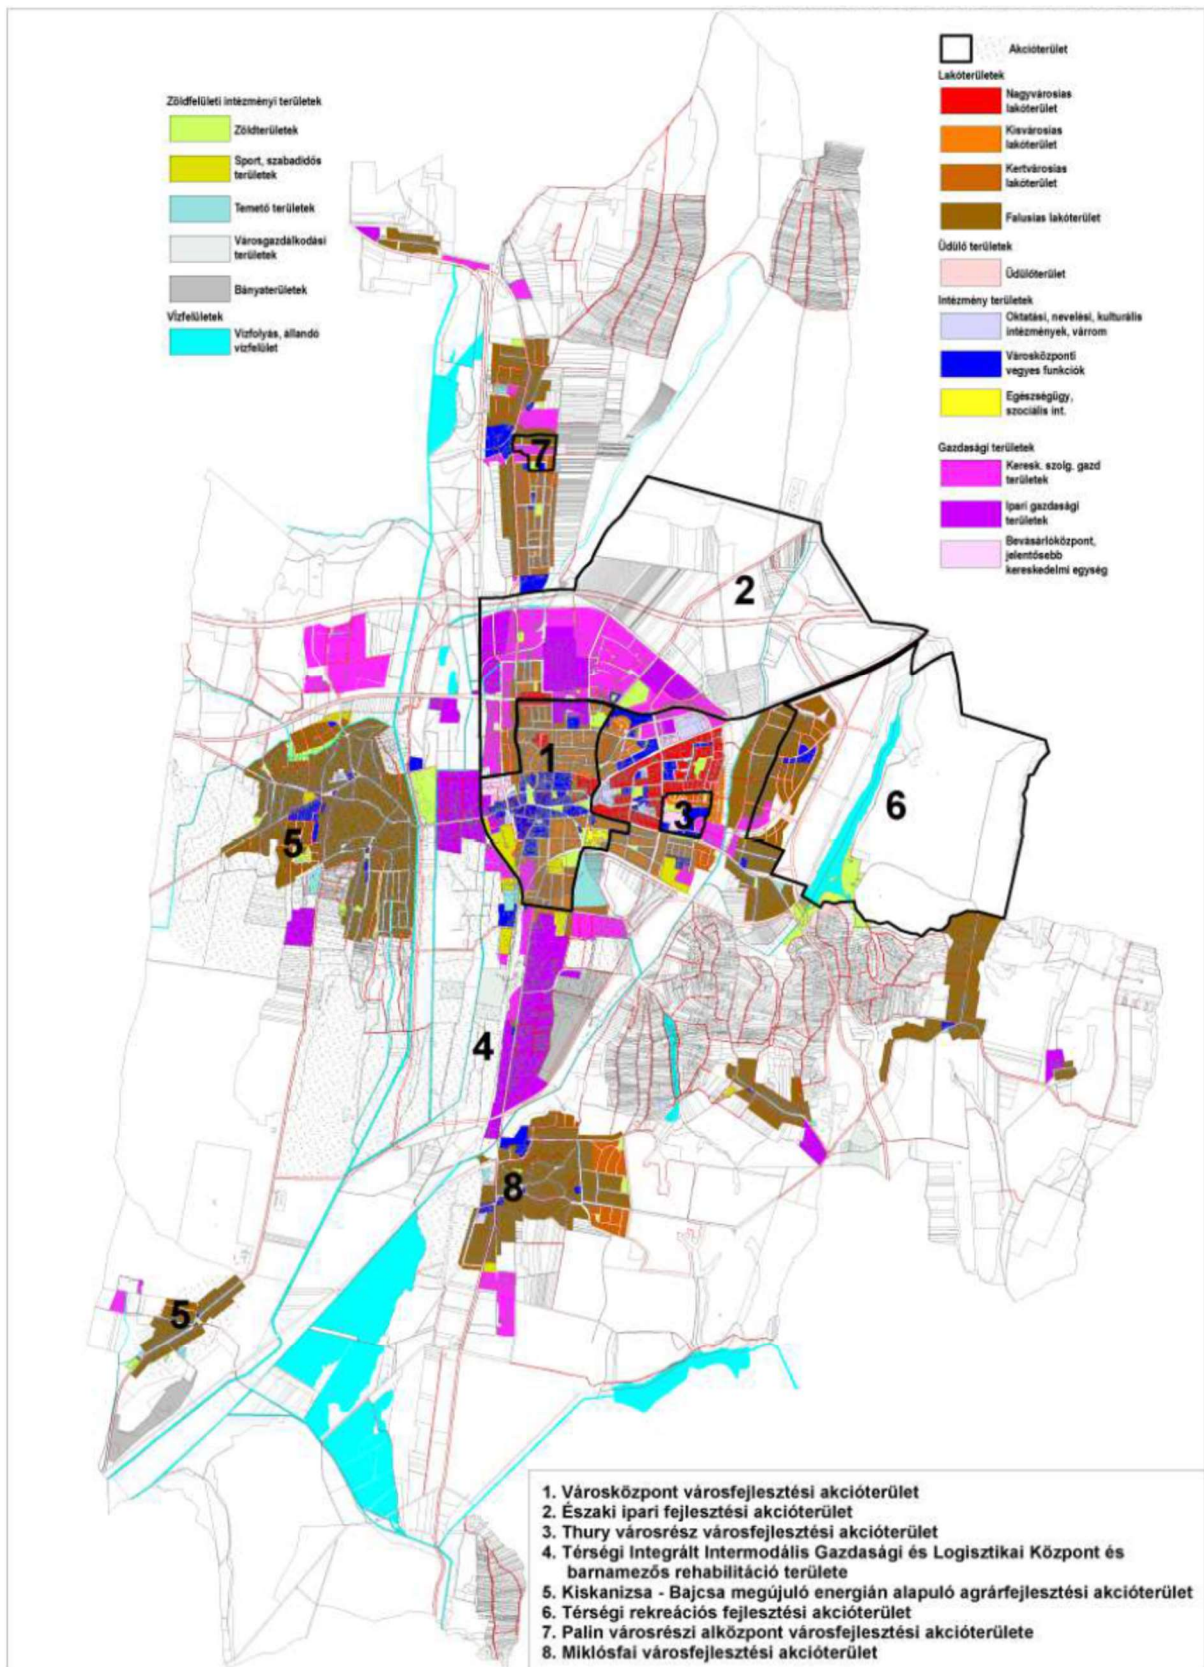 Zöldfelületi intézményi területek
Zöldterületek
Sport, szabadidős
területek
Temető területek
Városgazdálkodási
területek
Bányaterületek
Vízfelületek
Vízfolyás, állandó
vízfelület
Akcióterület
Lakóterületek
Nagyvárosias
lakóterület
Kisvárosias
lakóterület
Kertvárosias
lakóterület
Falusias lakóterület
Üdülő területek
Üdülőterület
Intézmény területek
Oktatási, nevelési, kulturális
intézmények, várrom
Városközponti
vegyes funkciók
Egészségügy,
szociális int.
Gazdasági területek
Keresk. szolg. gazd
területek
Ipari gazdasági
területek
Bevásárlóközpont,
jelentősebb
kereskedelmi egység
7
2
1
3
6
5
4
8
5
1. Városközpont városfejlesztési akcióterület
2. Északi ipari fejlesztési akcióterület
3. Thury városrész városfejlesztési akcióterület
4. Térségi Integrált Intermodális Gazdasági és Logisztikai Központ és
barnamezős rehabilitáció területe
5. Kiskanizsa - Bajcsa megújuló energián alapuló agrárfejlesztési akcióterület
6. Térségi rekreációs fejlesztési akcióterület
7. Palin városrészi alközpont városfejlesztési akcióterülete
8. Miklósfai városfejlesztési akcióterület